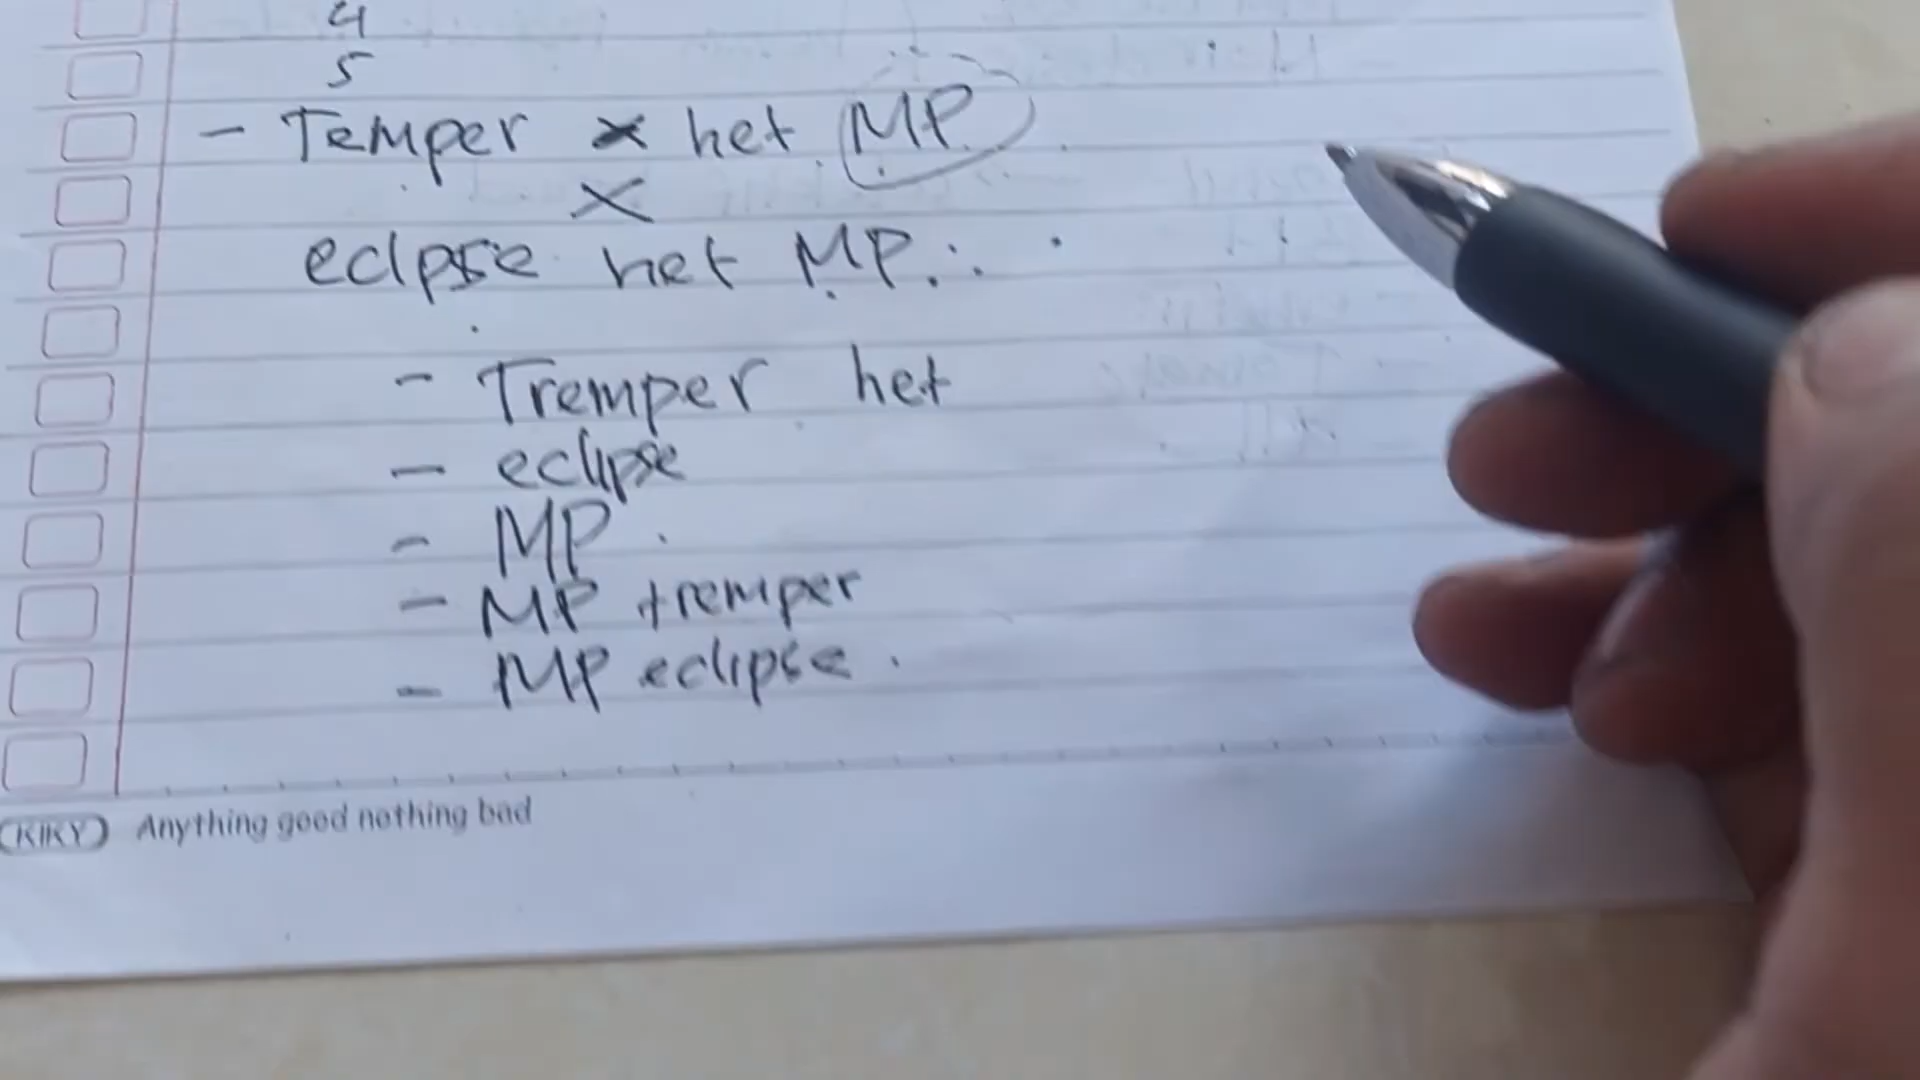 4
5
- Temper x het MP
X
eclpse het MP.
- Tremper het
- eclipse
- MP
- MP tremper
- MP eclipse.
KIKY Anything good nothing bad